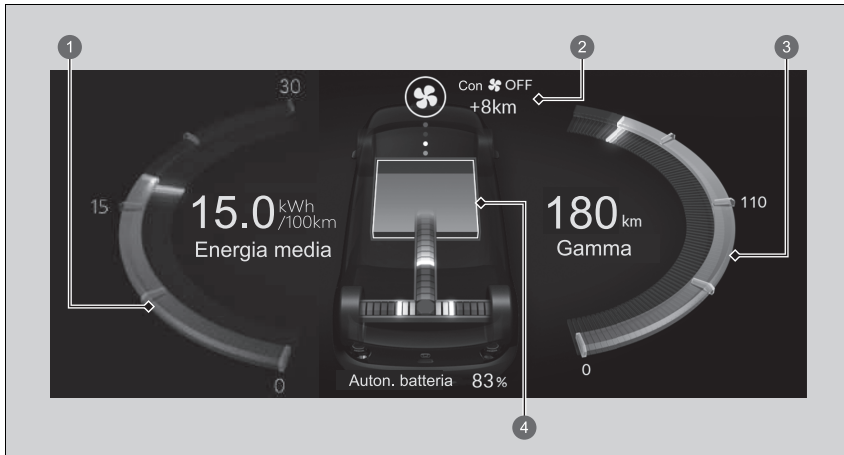 1
2
3
30
Con OFF
+8km
15
15.0 kWh
/100km
Energia media
180 km
Gamma
110
0
0
Auton. batteria 83%
4